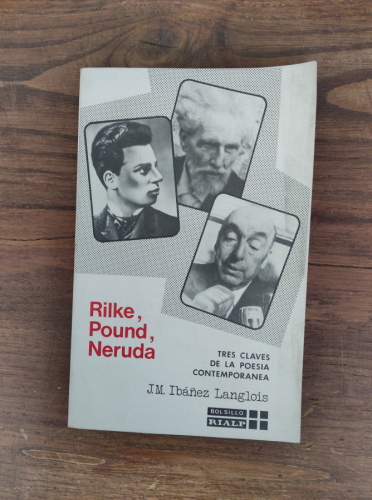 Rilke,
Pound,
Neruda
TRES CLAVES
DE LA POESIA
CONTEMPORANEA
J.M. Ibáñez Langlois
BOLSILLO
RIALP